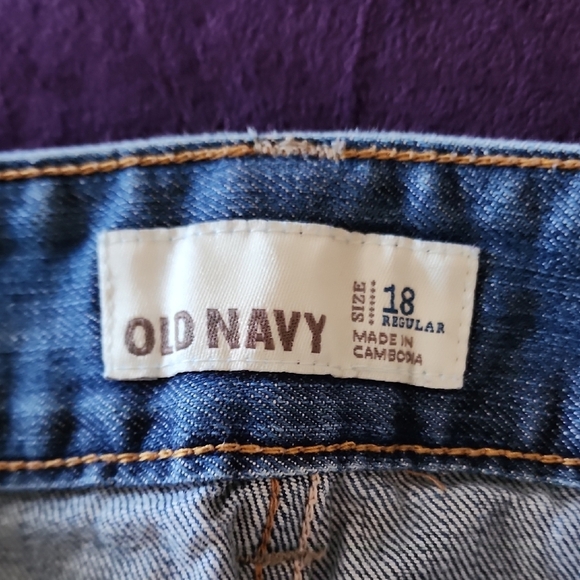 OLD NAVY
SIZE
18
REGULAR
MADE IN
CAMBODIA